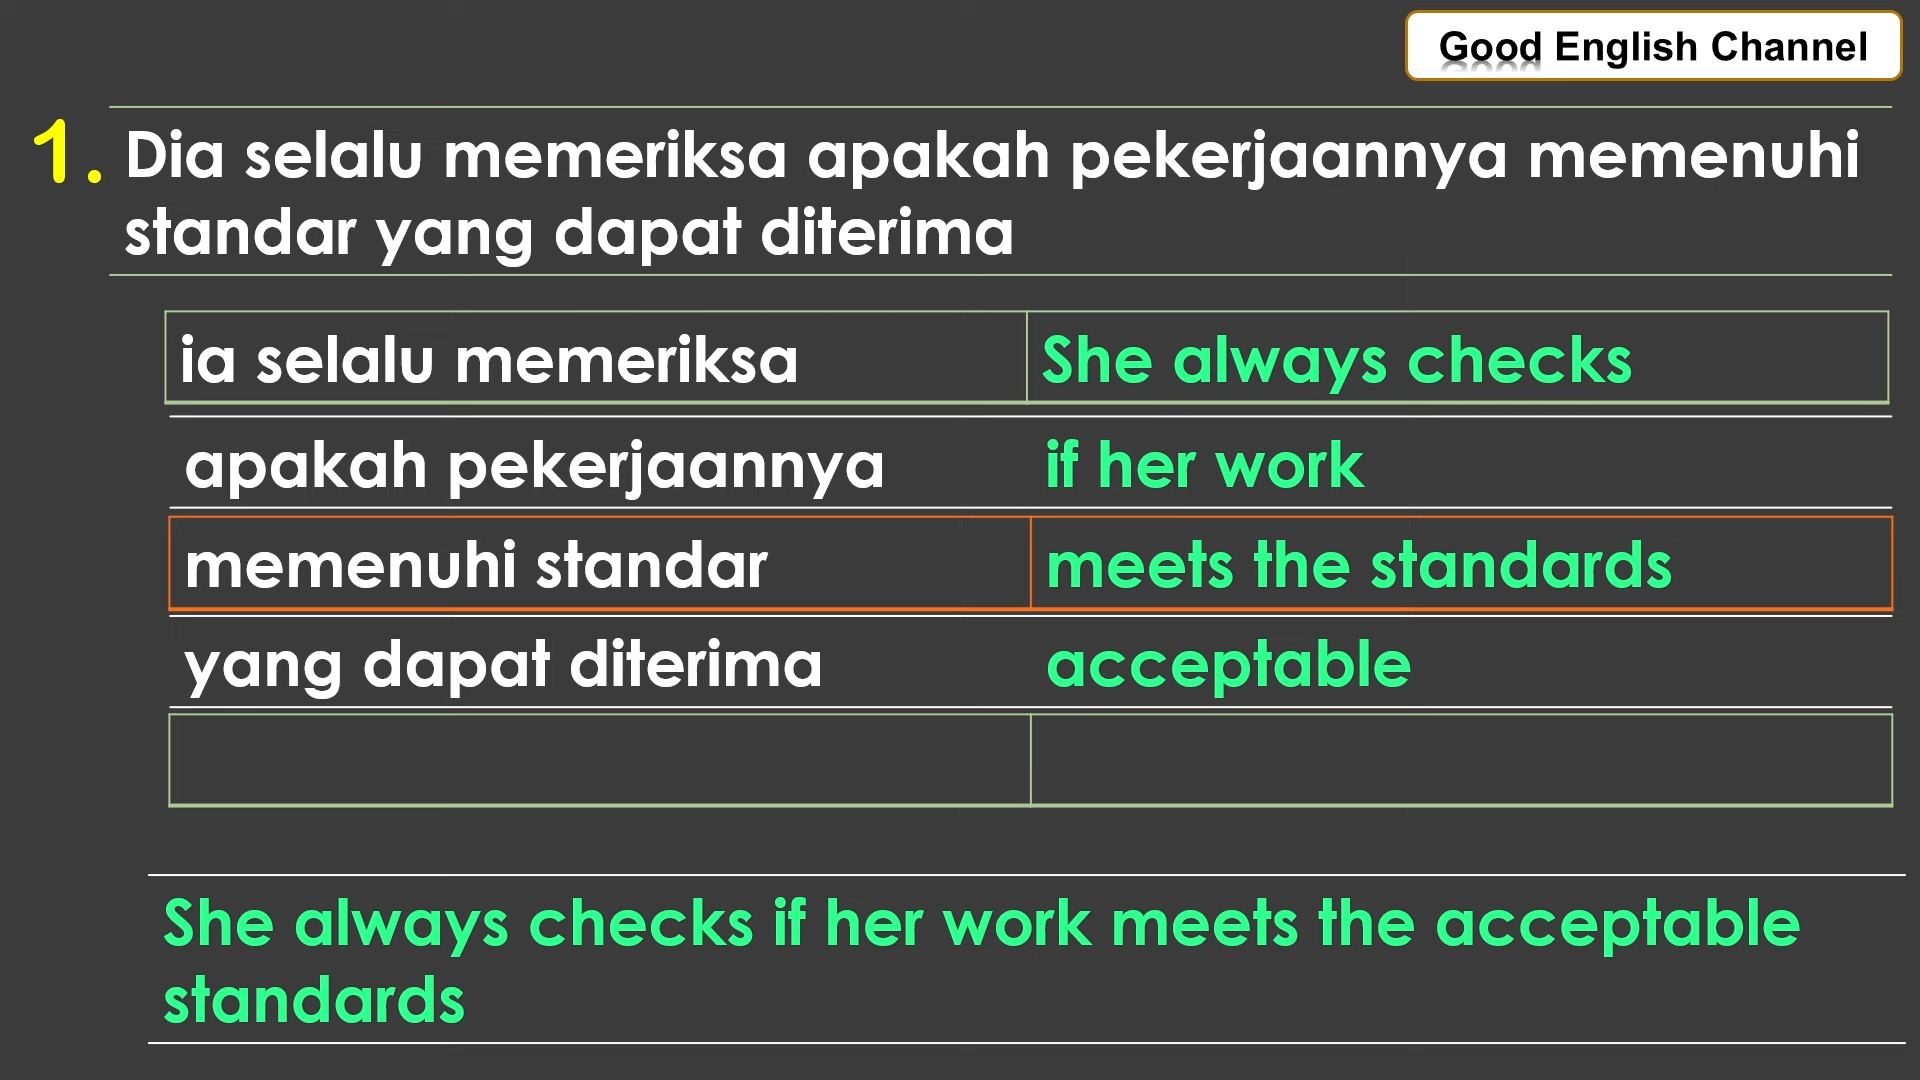 Good English Channel
1. Dia selalu memeriksa apakah pekerjaannya memenuhi
standar yang dapat diterima
ia selalu memeriksa She always checks
apakah pekerjaannya if her work
memenuhi standar meets the standards
yang dapat diterima acceptable
She always checks if her work meets the acceptable
standards